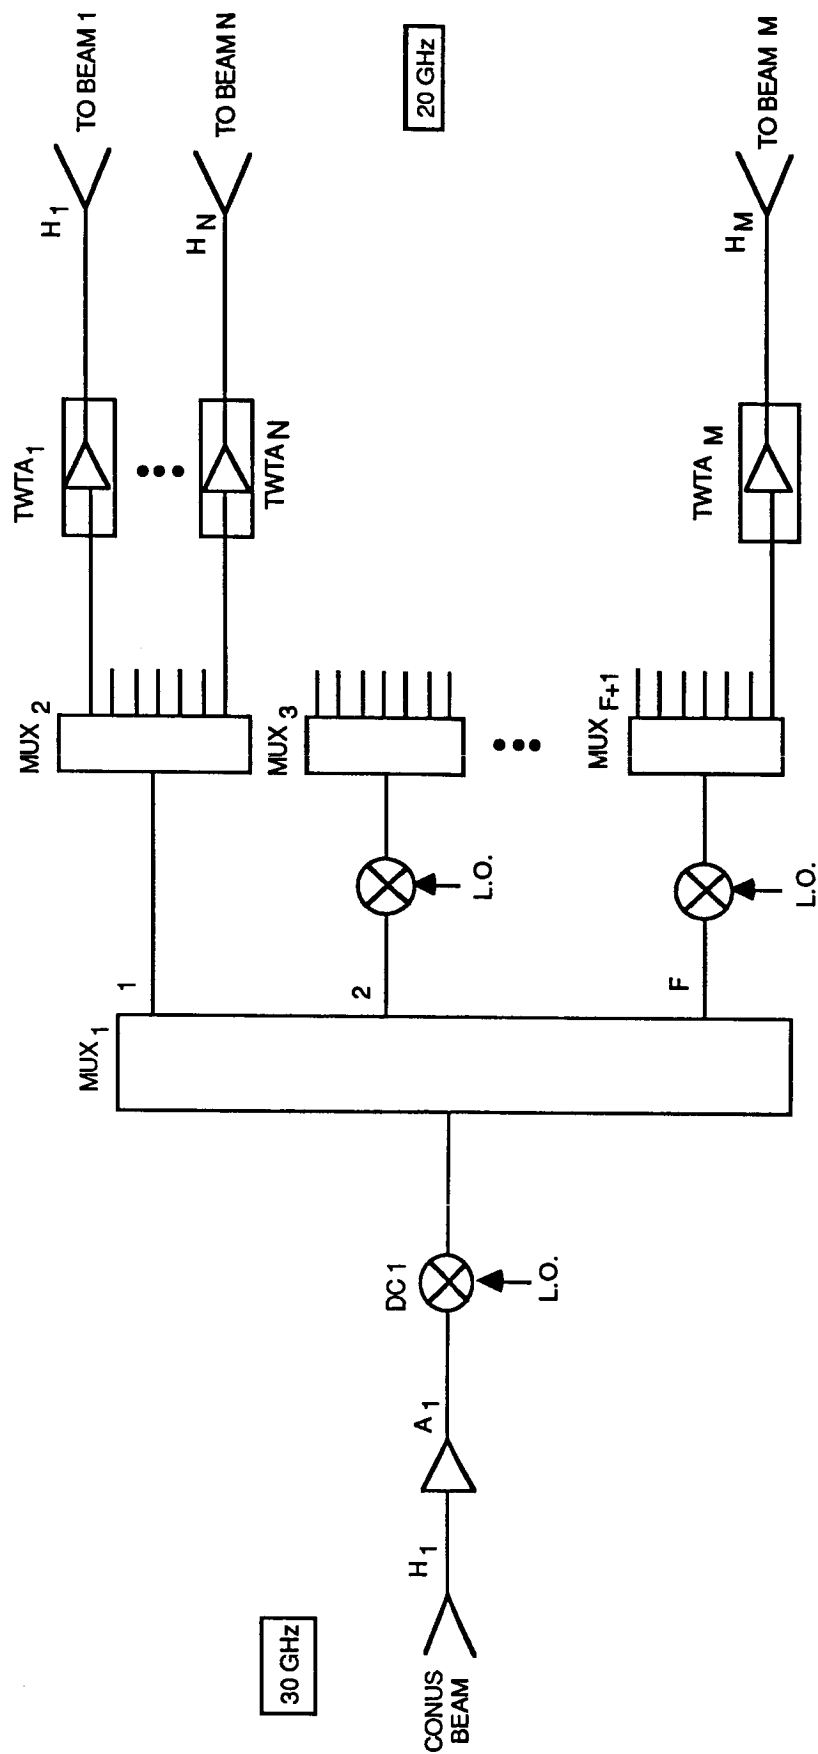 30 GHz
20 GHz
CONUS
BEAM
H1
A1
DC1
L.O.
MUX1
1
2
F
L.O.
L.O.
MUX2
MUX3
MUXF+1
TWTA1
TWTAN
TWTAM
H1
HN
HM
TO BEAM 1
TO BEAM N
TO BEAM M